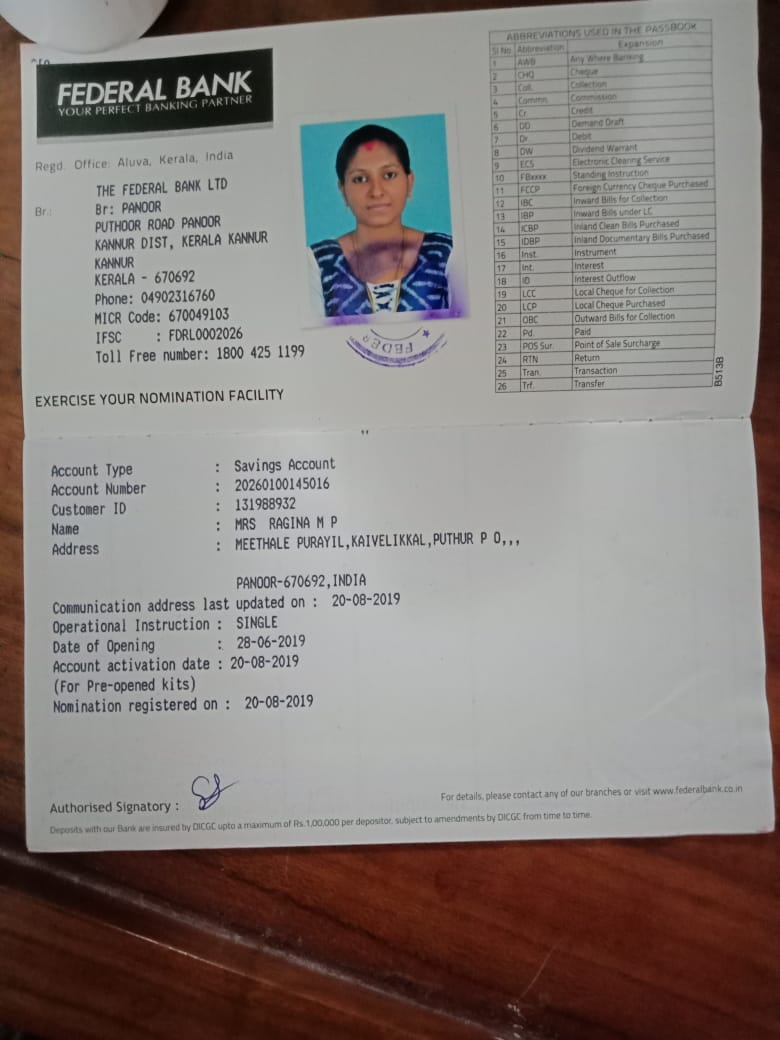 FEDERAL BANK
YOUR PERFECT BANKING PARTNER
Regd. Office: Aluva, Kerala, India
THE FEDERAL BANK LTD
Br.: Br: PANOOR
PUTHOOR ROAD PANOOR
KANNUR DIST, KERALA KANNUR
KANNUR
KERALA - 670692
Phone: 04902316760
MICR Code: 670049103
IFSC : FDRL0002026
Toll Free number: 1800 425 1199
EXERCISE YOUR NOMINATION FACILITY
FEDER
ABBREVIATIONS USED IN THE PASSBOOK
Sl No. Abbreviation Expansion
1 AWB Any Where Banking
2 CHQ Cheque
3 Coll. Collection
4 Commn. Commission
5 Cr. Credit
6 DD Demand Draft
7 Dr. Debit
8 DW Dividend Warrant
9 ECS Electronic Clearing Service
10 FBxxxx Standing Instruction
11 FCCP Foreign Currency Cheque Purchased
12 IBC Inward Bills for Collection
13 IBP Inward Bills under LC
14 ICBP Inland Cheque Bills Purchased
15 IDBP Inland Documentary Bills Purchased
16 Inst. Instrument
17 Int. Interest
18 IO Interest Outflow
19 LCC Local Cheque for Collection
20 LCP Local Cheque Purchased
21 OBC Outward Bills for Collection
22 Pd. Paid
23 POS Sur. Point of Sale Surcharge
24 RTN Return
25 Tran. Transaction
26 Trf. Transfer
B513B
Account Type : Savings Account
Account Number : 20260100145016
Customer ID : 131988932
Name : MRS RAGINA M P
Address : MEETHALE PURAYIL,KAIVELIKKAL,PUTHUR P O,,,
PANOOR-670692,INDIA
Communication address last updated on : 20-08-2019
Operational Instruction : SINGLE
Date of Opening : 28-06-2019
Account activation date : 20-08-2019
(For Pre-opened kits)
Nomination registered on : 20-08-2019
Authorised Signatory :
For details, please contact any of our branches or visit www.federalbank.co.in
Deposits with our Bank are insured by DICGC upto a maximum of Rs.1,00,000 per depositor, subject to amendments by DICGC from time to time.